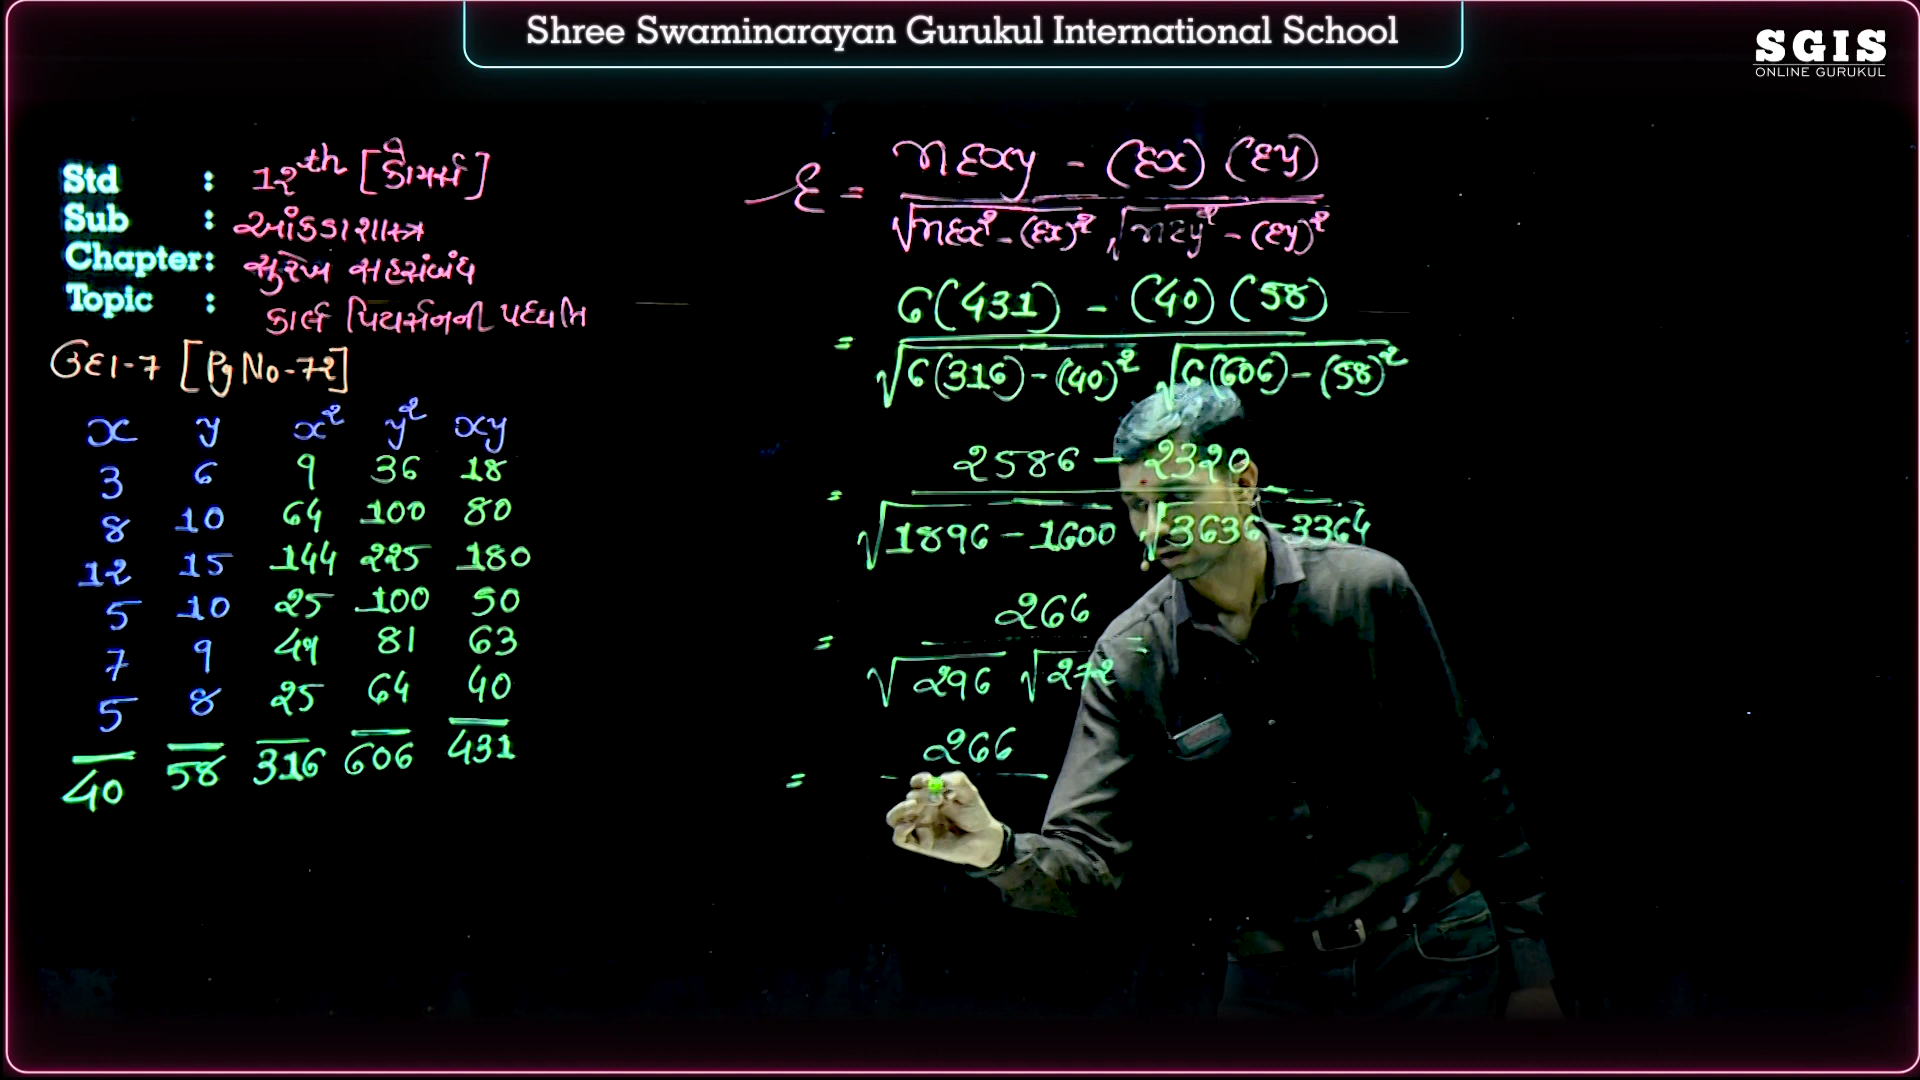 Shree Swaminarayan Gurukul International School
SGIS
ONLINE GURUKUL
Std : 12th [કૉમર્સ]
Sub : આંકડાશાસ્ત્ર
Chapter: સુરેખ સહસંબંધ
Topic : કાર્લ પિયર્સનની પદ્ધતિ
ઉદા-7 [Pg No-72]
x y x² y² xy
3 6 9 36 18
8 10 64 100 80
12 15 144 225 180
5 10 25 100 50
7 9 49 81 63
5 8 25 64 40
40 58 316 606 431
r = nΣxy - (Σx) (Σy)
√nΣx² - (Σx)² √nΣy² - (Σy)²
= 6(431) - (40) (58)
√6(316) - (40)² √6(606) - (58)²
= 2586 - 2320
√1896 - 1600 √3636 - 3364
= 266
√296 √272
= 266